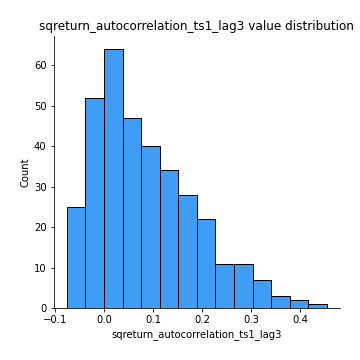 sqreturn_autocorrelation_ts1_lag3 value distribution
60
50
40
30
20
10
0
Count
−0.1 0.0 0.1 0.2 0.3 0.4
sqreturn_autocorrelation_ts1_lag3